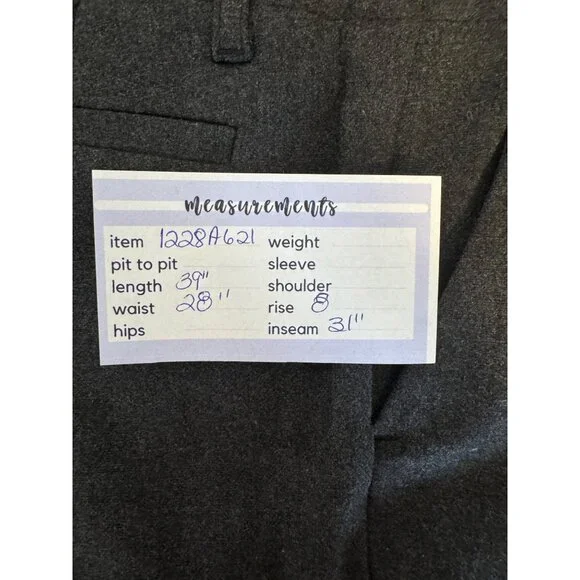 measurements
item 1228A621 weight
pit to pit sleeve
length 39" shoulder
waist 28" rise 8
hips inseam 31"